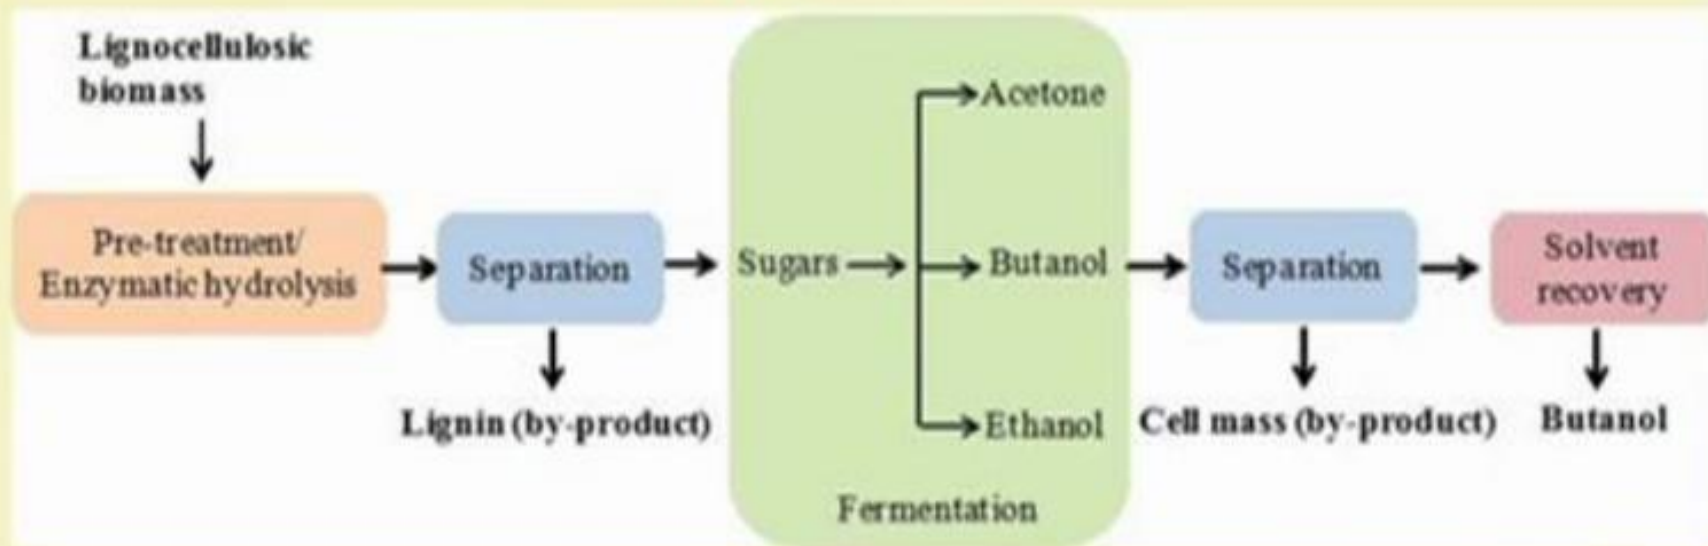 Lignocellulosic
biomass
Pre-treatment/
Enzymatic hydrolysis
Separation
Lignin (by-product)
Sugars
Acetone
Butanol
Ethanol
Fermentation
Separation
Cell mass (by-product)
Solvent
recovery
Butanol